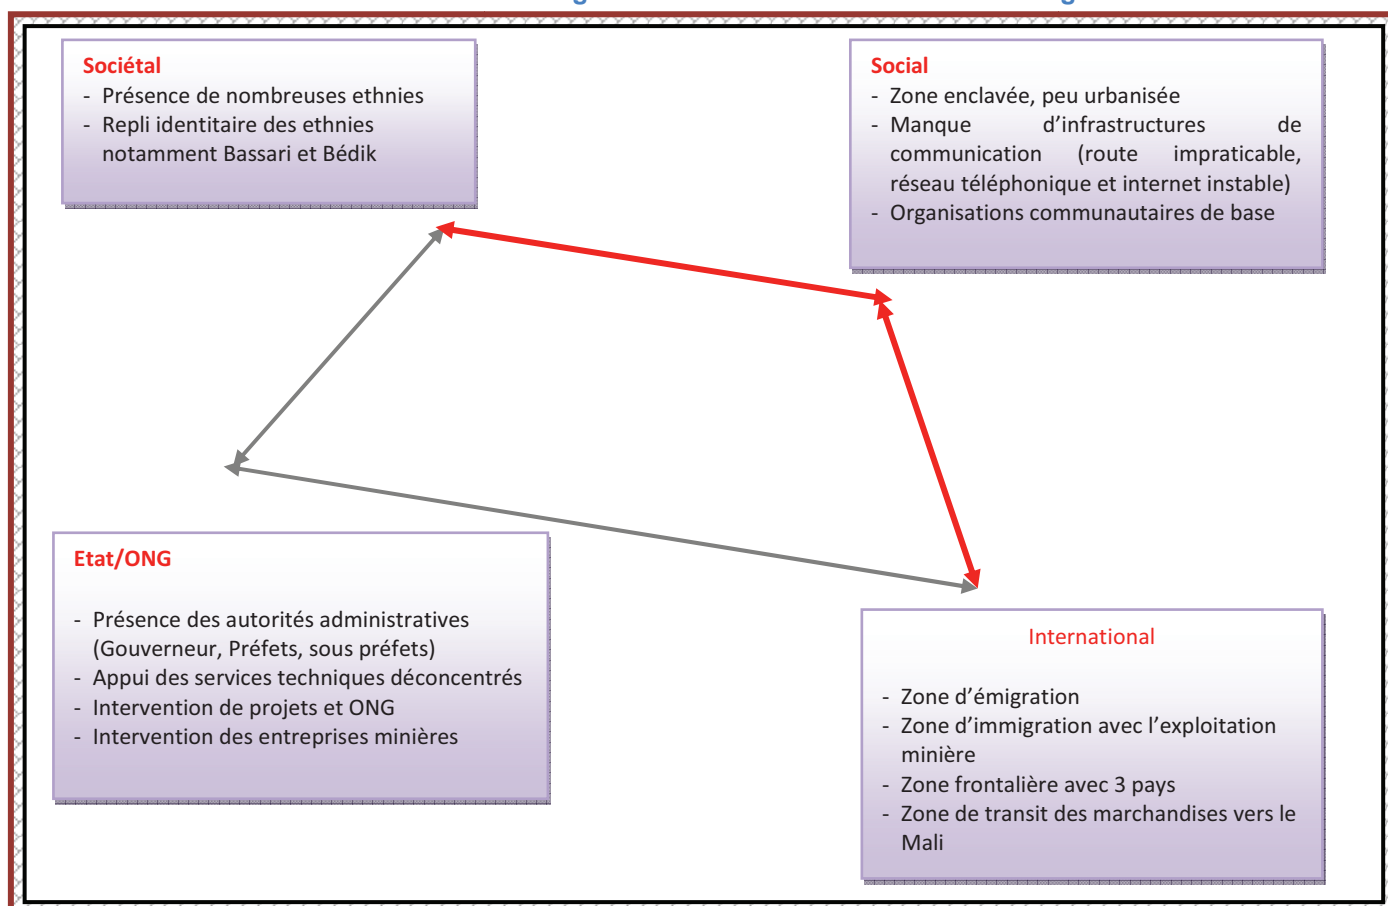 Sociétal
- Présence de nombreuses ethnies
- Repli identitaire des ethnies
notamment Bassari et Bédik
Social
- Zone enclavée, peu urbanisée
- Manque d’infrastructures de
communication (route impraticable,
réseau téléphonique et internet instable)
- Organisations communautaires de base
Etat/ONG
- Présence des autorités administratives
(Gouverneur, Préfets, sous préfets)
- Appui des services techniques déconcentrés
- Intervention de projets et ONG
- Intervention des entreprises minières
International
- Zone d’émigration
- Zone d’immigration avec l’exploitation
minière
- Zone frontalière avec 3 pays
- Zone de transit des marchandises vers le
Mali